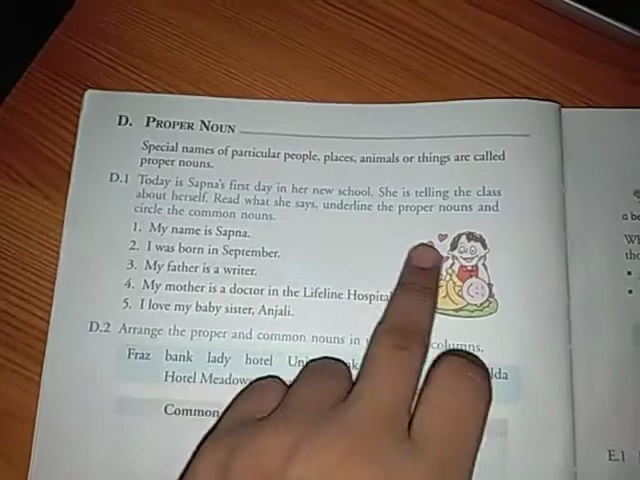 D. PROPER NOUN
Special names of particular people, places, animals or things are called
proper nouns.
D.1 Today is Sapna's first day in her new school. She is telling the class
about herself. Read what she says, underline the proper nouns and
circle the common nouns.
1. My name is Sapna.
2. I was born in September.
3. My father is a writer.
4. My mother is a doctor in the Lifeline Hospita
5. I love my baby sister, Anjali.
D.2 Arrange the proper and common nouns in columns.
Fraz bank lady hotel
Hotel Meadow
Common
E.1